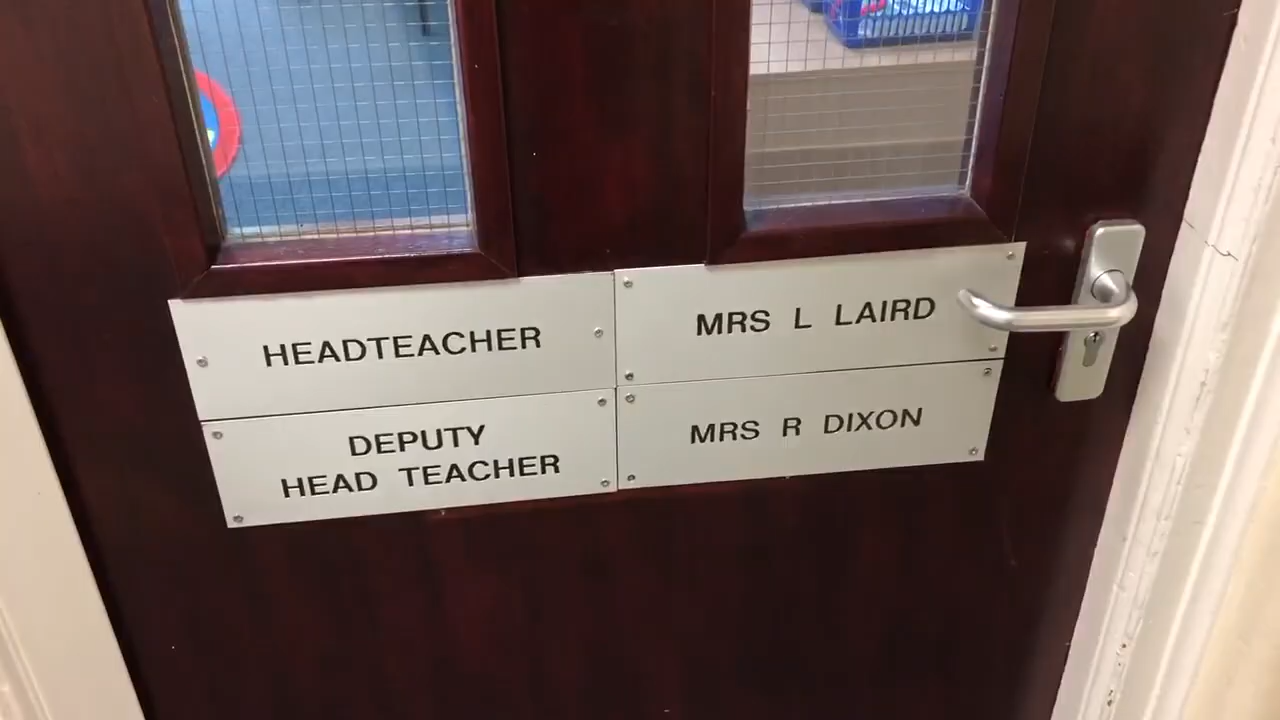 HEADTEACHER
MRS L LAIRD
DEPUTY
HEAD TEACHER
MRS R DIXON